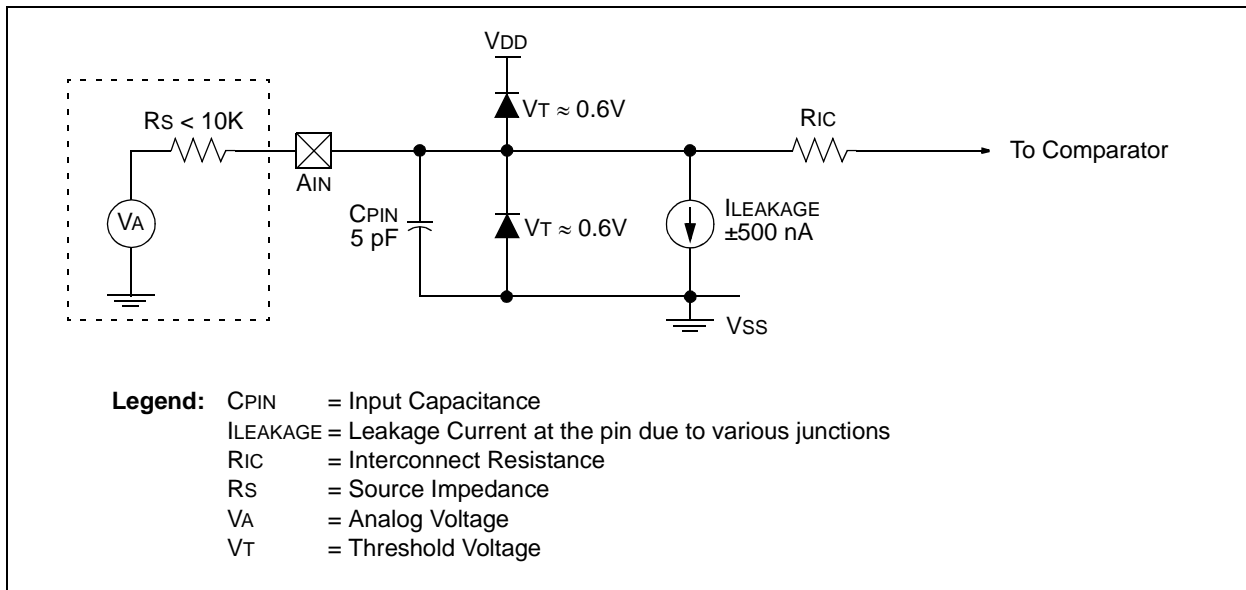 VDD
VT ≈ 0.6V
RS < 10K
RIC
To Comparator
AIN
VA
CPIN
5 pF
VT ≈ 0.6V
ILEAKAGE
±500 nA
VSS
Legend: CPIN = Input Capacitance
ILEAKAGE = Leakage Current at the pin due to various junctions
RIC = Interconnect Resistance
RS = Source Impedance
VA = Analog Voltage
VT = Threshold Voltage